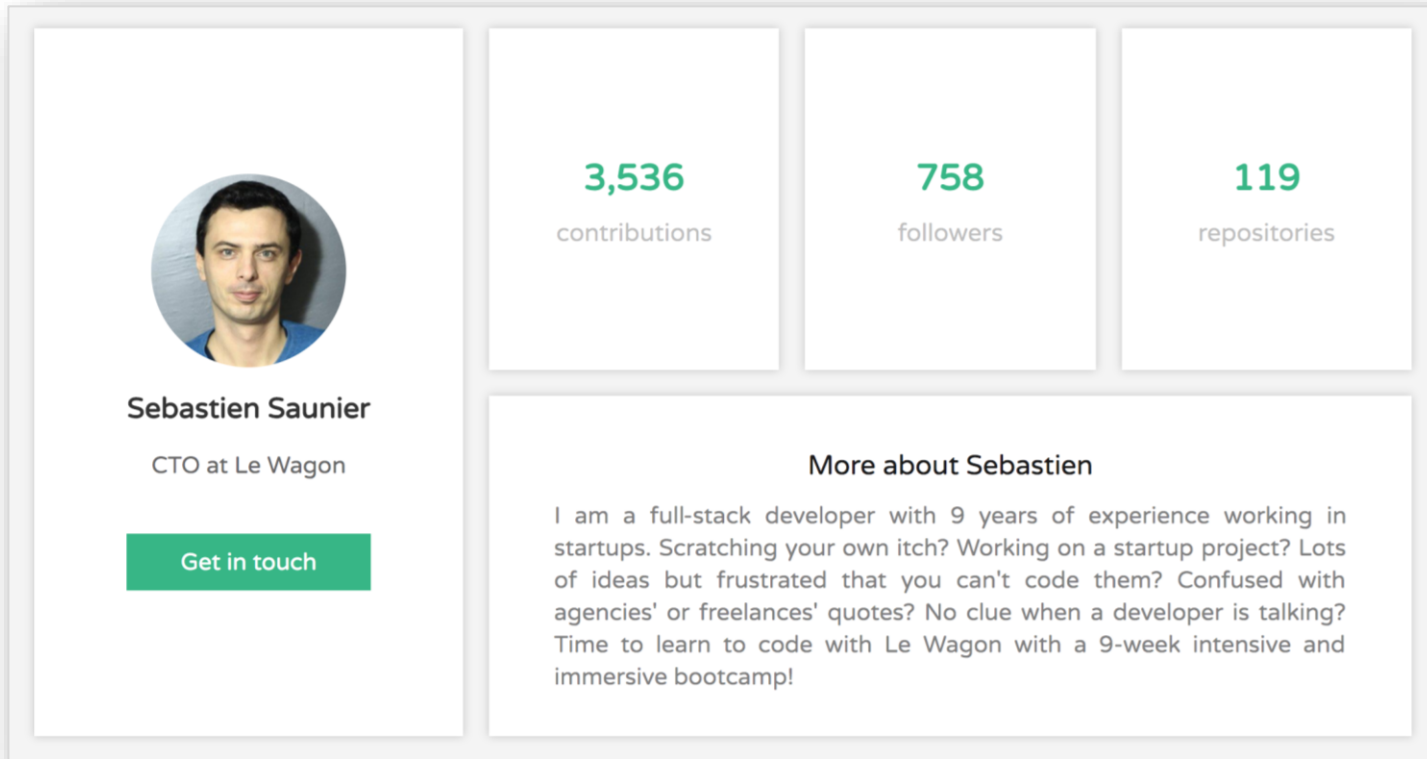 Sebastien Saunier
CTO at Le Wagon
Get in touch
3,536
contributions
758
followers
119
repositories
More about Sebastien
I am a full-stack developer with 9 years of experience working in
startups. Scratching your own itch? Working on a startup project? Lots
of ideas but frustrated that you can't code them? Confused with
agencies' or freelances' quotes? No clue when a developer is talking?
Time to learn to code with Le Wagon with a 9-week intensive and
immersive bootcamp!